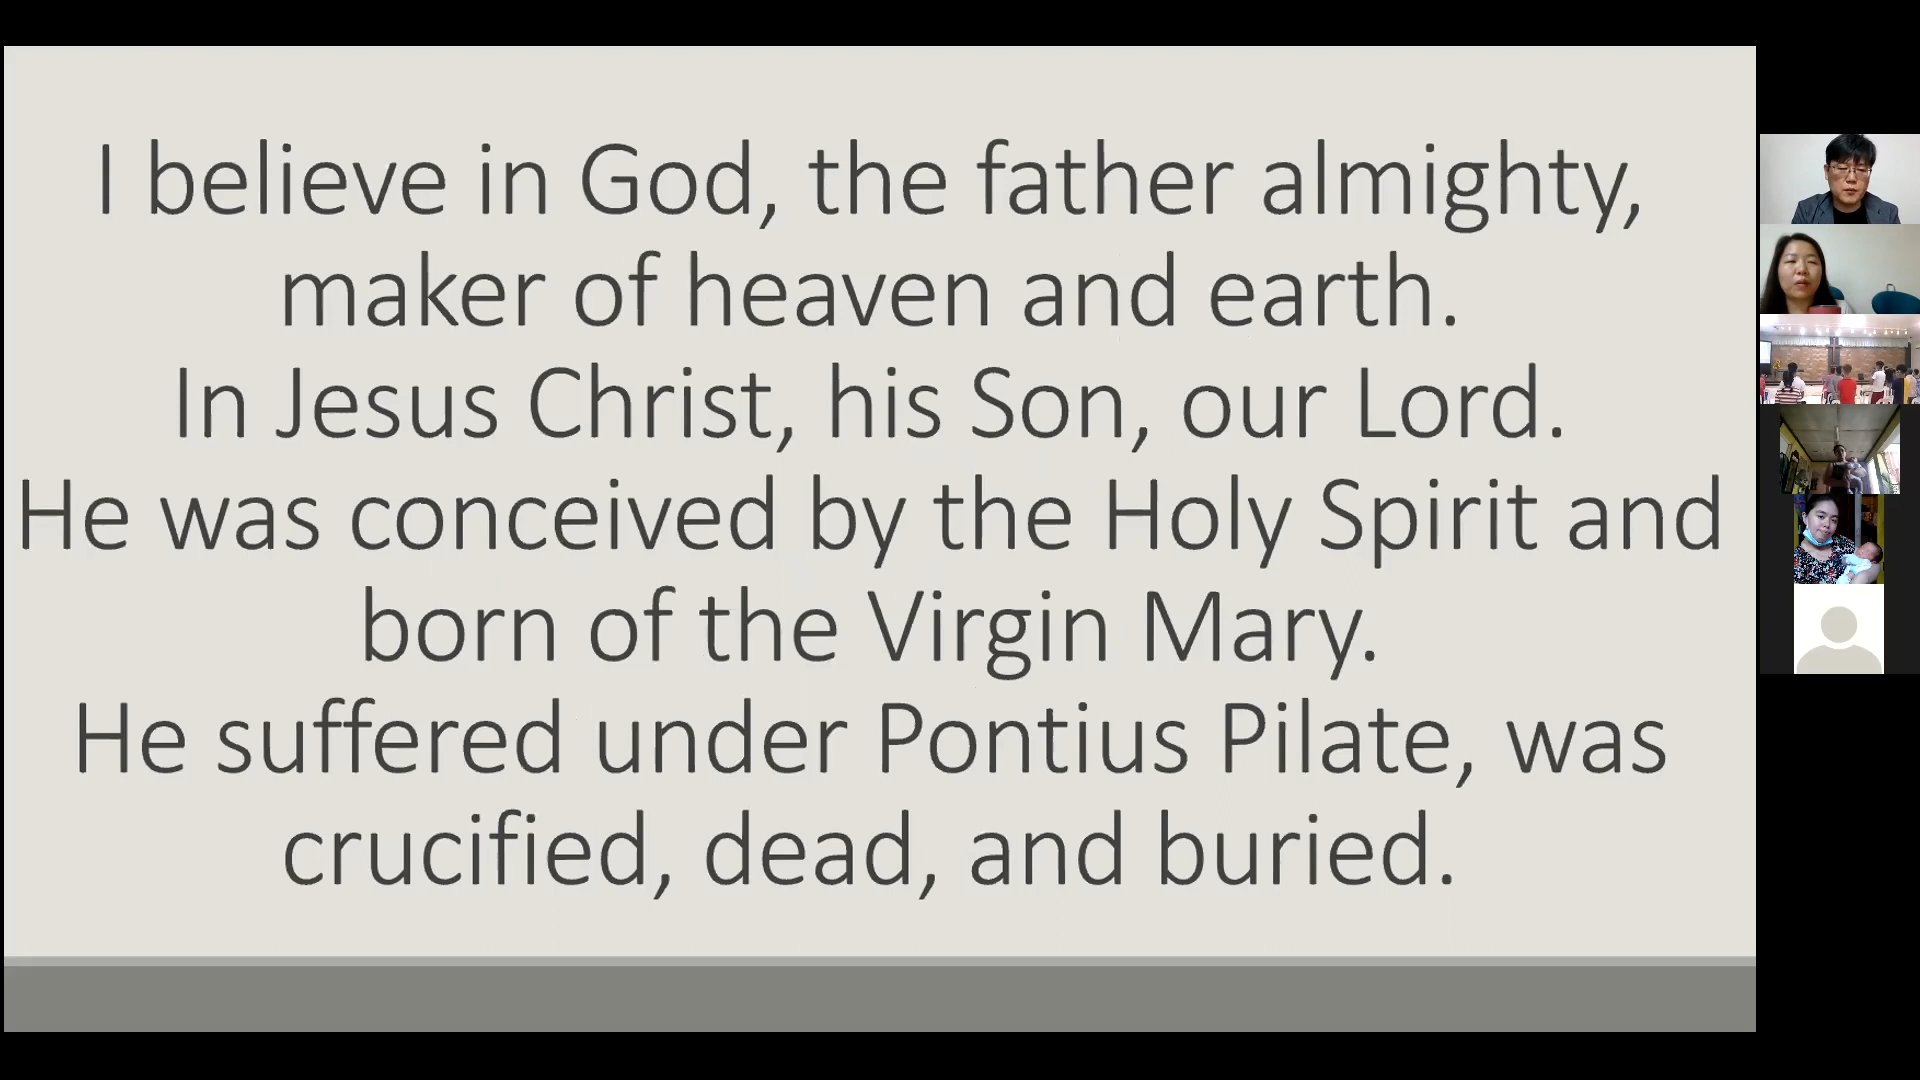 I believe in God, the father almighty,
maker of heaven and earth.
In Jesus Christ, his Son, our Lord.
He was conceived by the Holy Spirit and
born of the Virgin Mary.
He suffered under Pontius Pilate, was
crucified, dead, and buried.